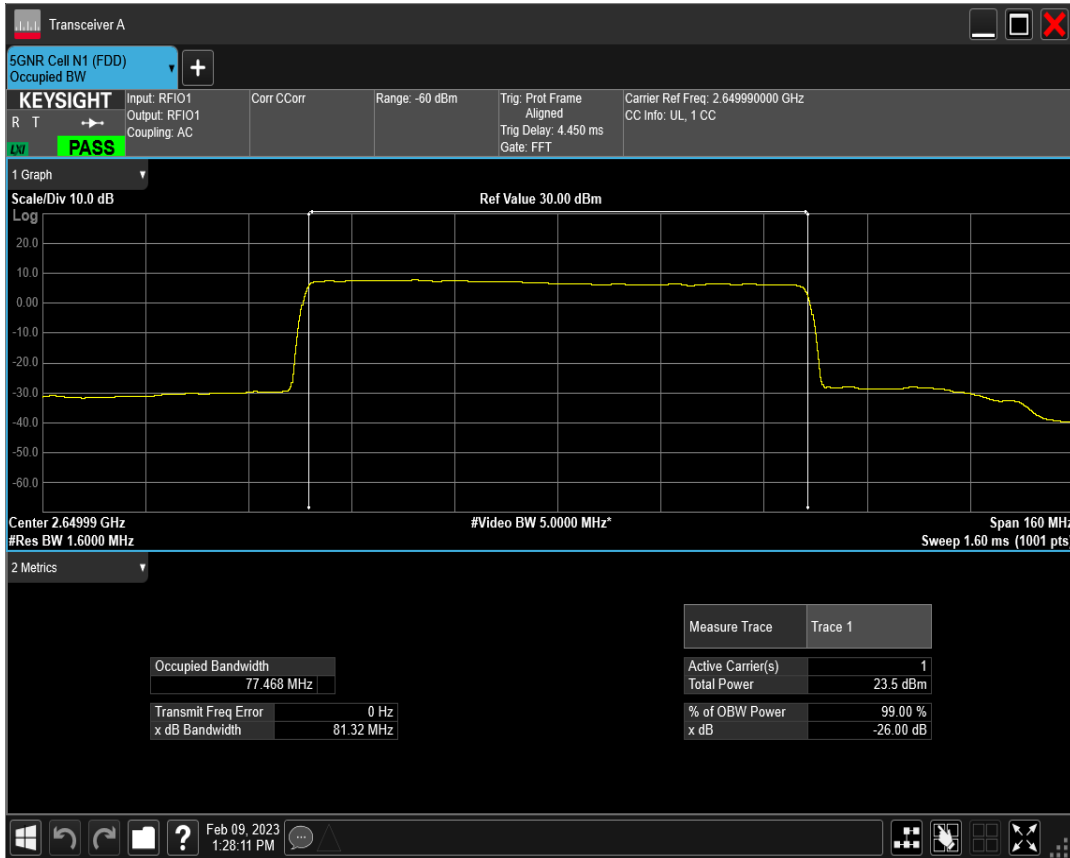 Transceiver A
5GNR Cell N1 (FDD)
Occupied BW
+
KEYSIGHT
R T
LXI
PASS
Input: RFIO1
Output: RFIO1
Coupling: AC
Corr CCorr
Range: -60 dBm
Trig: Prot Frame
Aligned
Trig Delay: 4.450 ms
Gate: FFT
Carrier Ref Freq: 2.649990000 GHz
CC Info: UL, 1 CC
1 Graph
Scale/Div 10.0 dB
Ref Value 30.00 dBm
Log
20.0
10.0
0.00
-10.0
-20.0
-30.0
-40.0
-50.0
-60.0
Center 2.64999 GHz
#Video BW 5.0000 MHz*
Span 160 MHz
#Res BW 1.6000 MHz
Sweep 1.60 ms (1001 pts)
2 Metrics
Measure Trace Trace 1
Occupied Bandwidth
77.468 MHz
Active Carrier(s) 1
Total Power 23.5 dBm
Transmit Freq Error 0 Hz
x dB Bandwidth 81.32 MHz
% of OBW Power 99.00 %
x dB -26.00 dB
?
Feb 09, 2023
1:28:11 PM